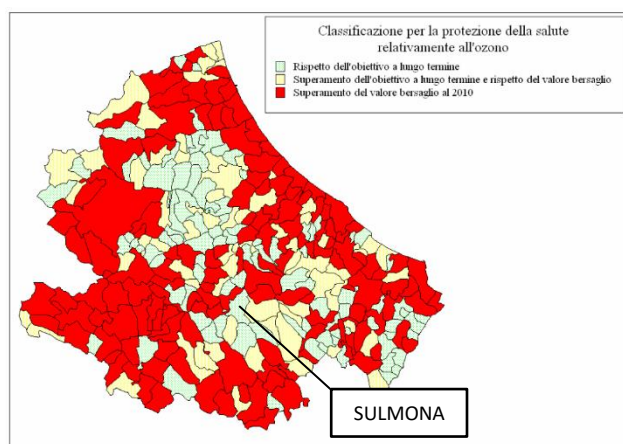 Classificazione per la protezione della salute
relativamente all'ozono
Rispetto dell'obiettivo a lungo termine
Superamento dell'obiettivo a lungo termine e rispetto del valore bersaglio
Superamento del valore bersaglio al 2010
SULMONA